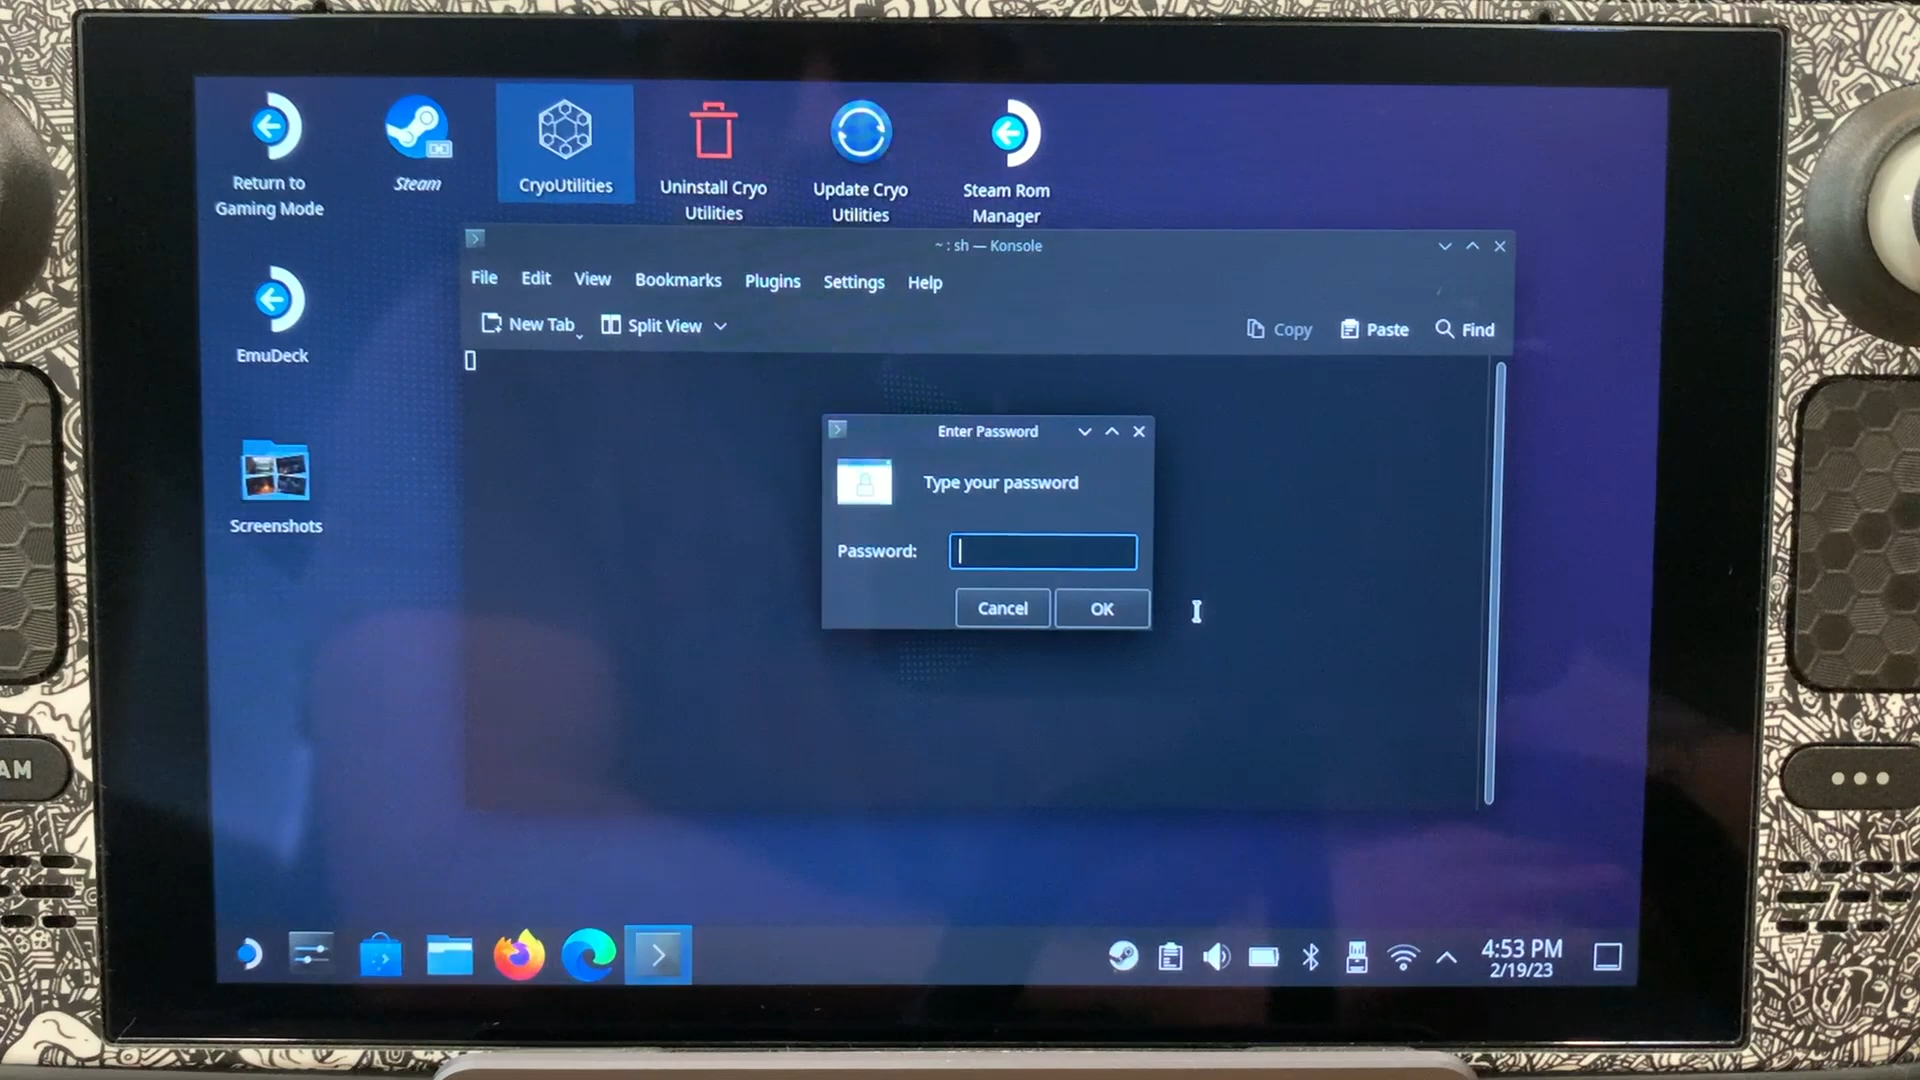 Return to
Gaming Mode
Steam
CryoUtilities
Uninstall Cryo
Utilities
Update Cryo
Utilities
Steam Rom
Manager
~ : sh — Konsole
File Edit View Bookmarks Plugins Settings Help
New Tab Split View Copy Paste Find
EmuDeck
Enter Password
Type your password
Password:
Cancel OK
Screenshots
AM
4:53 PM
2/19/23